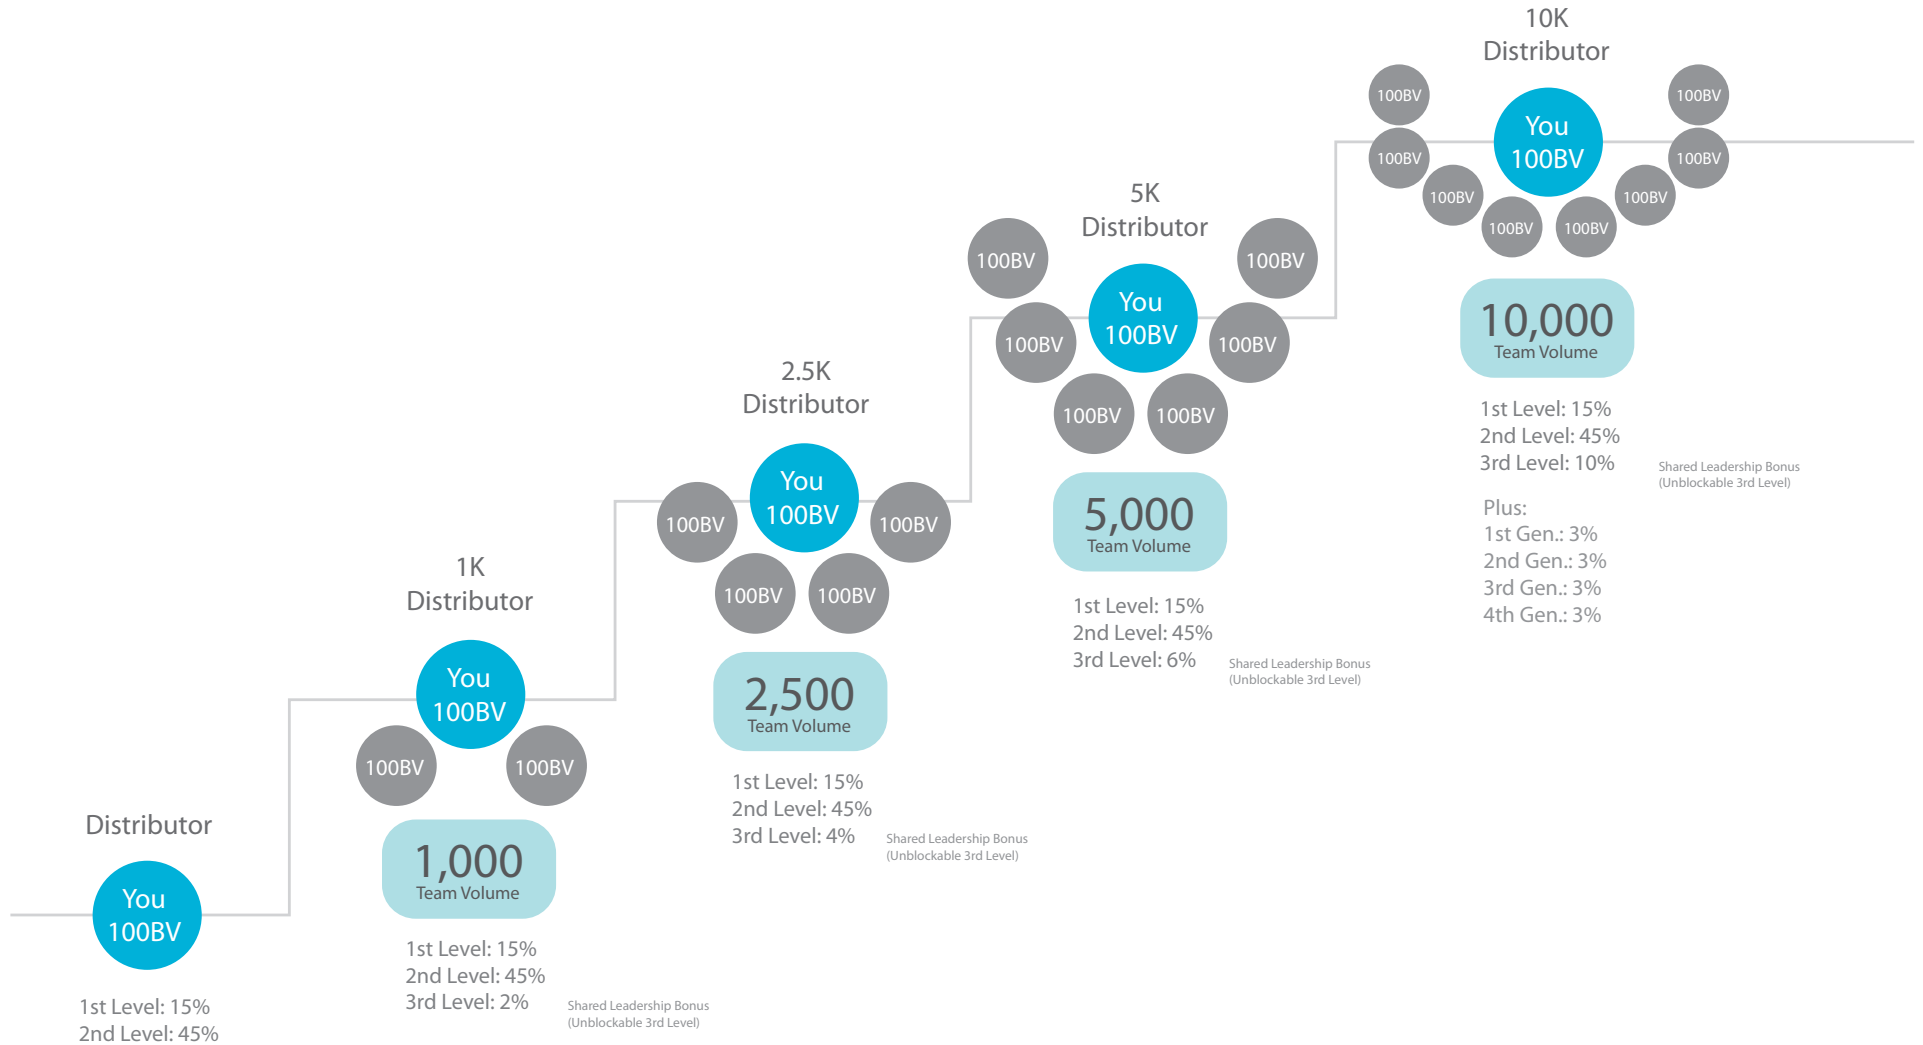 Distributor
You
100BV
1st Level: 15%
2nd Level: 45%
1K
Distributor
You
100BV
100BV
100BV
1,000
Team Volume
1st Level: 15%
2nd Level: 45%
3rd Level: 2%
Shared Leadership Bonus
(Unblockable 3rd Level)
2.5K
Distributor
You
100BV
100BV
100BV
100BV
100BV
2,500
Team Volume
1st Level: 15%
2nd Level: 45%
3rd Level: 4%
Shared Leadership Bonus
(Unblockable 3rd Level)
5K
Distributor
You
100BV
100BV
100BV
100BV
100BV
100BV
100BV
5,000
Team Volume
1st Level: 15%
2nd Level: 45%
3rd Level: 6%
Shared Leadership Bonus
(Unblockable 3rd Level)
10K
Distributor
You
100BV
100BV
100BV
100BV
100BV
100BV
100BV
100BV
100BV
10,000
Team Volume
1st Level: 15%
2nd Level: 45%
3rd Level: 10%
Shared Leadership Bonus
(Unblockable 3rd Level)
Plus:
1st Gen.: 3%
2nd Gen.: 3%
3rd Gen.: 3%
4th Gen.: 3%